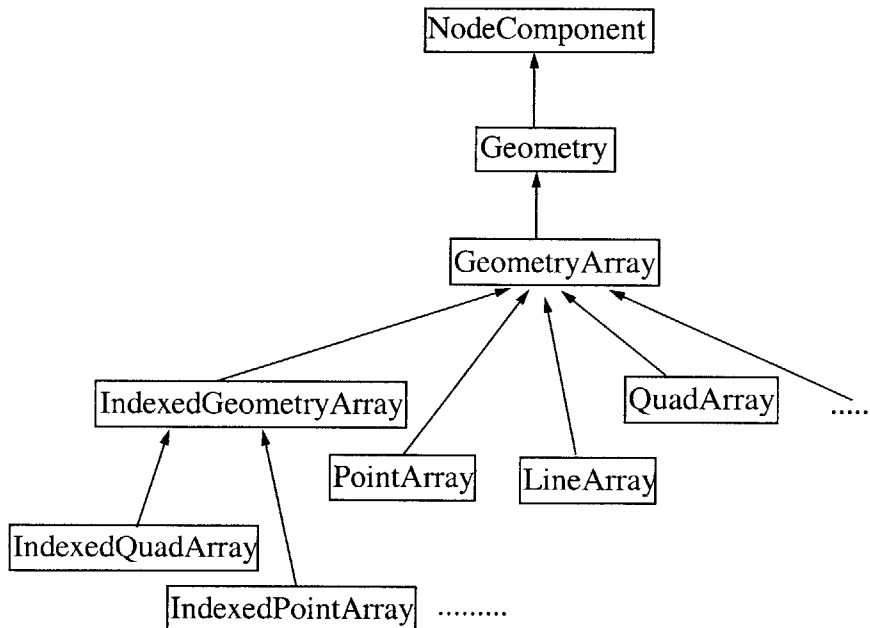 NodeComponent
Geometry
GeometryArray
IndexedGeometryArray
QuadArray
.....
PointArray
LineArray
IndexedQuadArray
IndexedPointArray
.........